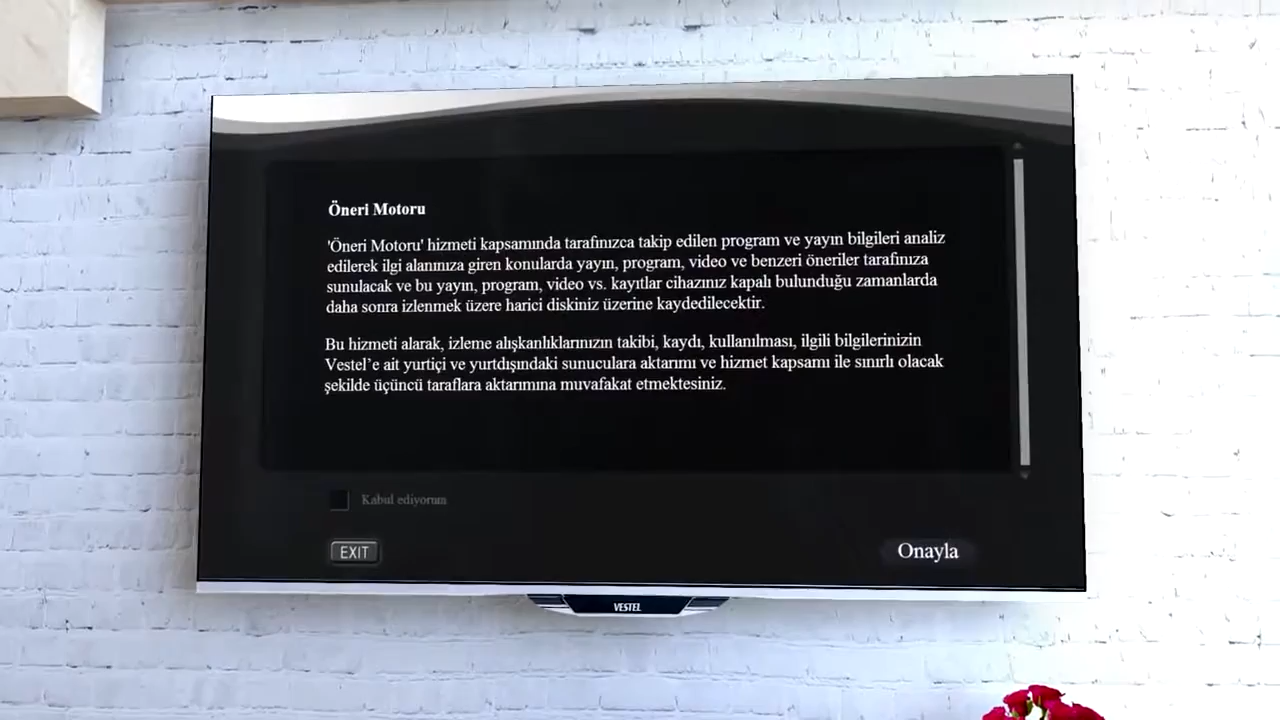 Öneri Motoru
'Öneri Motoru' hizmeti kapsamında tarafınızca takip edilen program ve yayın bilgileri analiz
edilerek ilgi alanınıza giren konularda yayın, program, video ve benzeri öneriler tarafınıza
sunulacak ve bu yayın, program, video vs. kayıtlar cihazınız kapalı bulunduğu zamanlarda
daha sonra izlenmek üzere harici diskiniz üzerine kaydedilecektir.
Bu hizmeti alarak, izleme alışkanlıklarınızın takibi, kaydı, kullanılması, ilgili bilgilerinizin
Vestel’e ait yurtiçi ve yurtdışındaki sunuculara aktarımı ve hizmet kapsamı ile sınırlı olacak
şekilde üçüncü taraflara aktarımına muvafakat etmektesiniz.
Kabul ediyorum
EXIT
Onayla
VESTEL